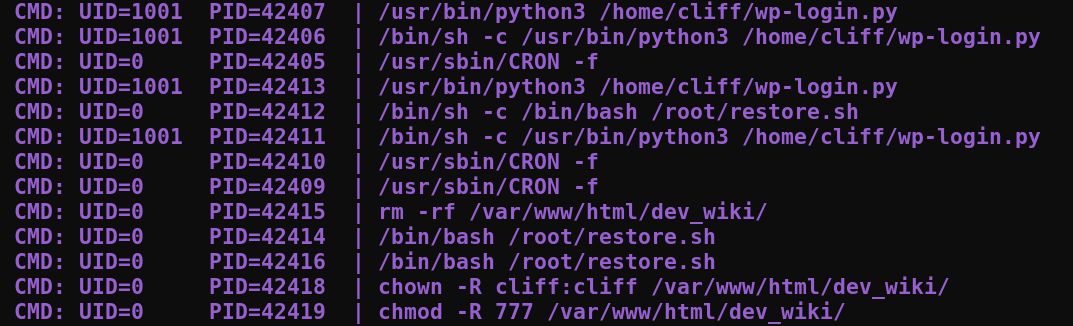 CMD: UID=1001  PID=42407  | /usr/bin/python3 /home/cliff/wp-login.py
CMD: UID=1001  PID=42406  | /bin/sh -c /usr/bin/python3 /home/cliff/wp-login.py
CMD: UID=0     PID=42405  | /usr/sbin/CRON -f
CMD: UID=1001  PID=42413  | /usr/bin/python3 /home/cliff/wp-login.py
CMD: UID=0     PID=42412  | /bin/sh -c /bin/bash /root/restore.sh
CMD: UID=1001  PID=42411  | /bin/sh -c /usr/bin/python3 /home/cliff/wp-login.py
CMD: UID=0     PID=42410  | /usr/sbin/CRON -f
CMD: UID=0     PID=42409  | /usr/sbin/CRON -f
CMD: UID=0     PID=42415  | rm -rf /var/www/html/dev_wiki/
CMD: UID=0     PID=42414  | /bin/bash /root/restore.sh
CMD: UID=0     PID=42416  | /bin/bash /root/restore.sh
CMD: UID=0     PID=42418  | chown -R cliff:cliff /var/www/html/dev_wiki/
CMD: UID=0     PID=42419  | chmod -R 777 /var/www/html/dev_wiki/